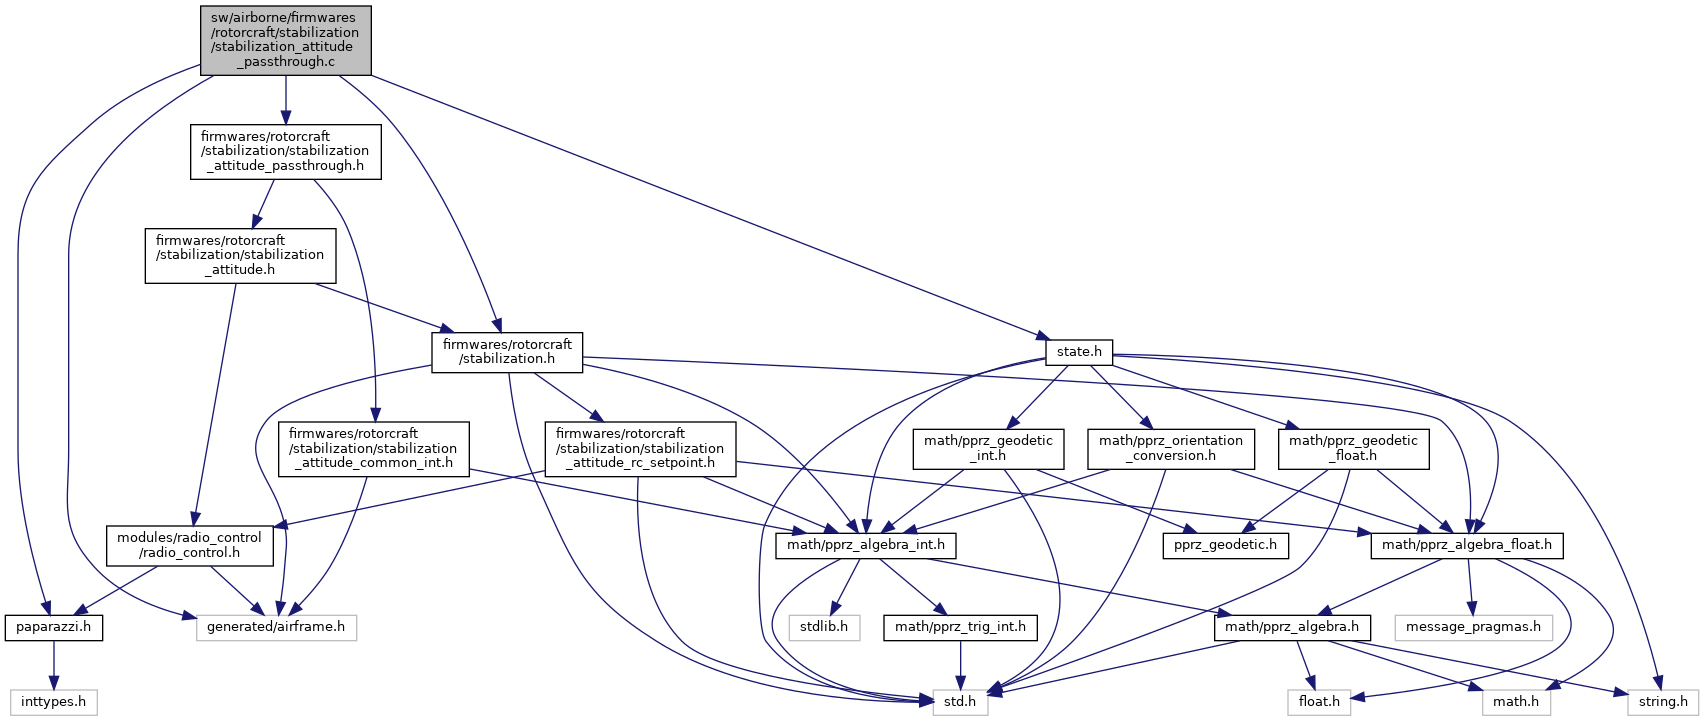 sw/airborne/firmwares
/rotorcraft/stabilization
/stabilization_attitude
_passthrough.c
firmwares/rotorcraft
/stabilization/stabilization
_attitude_passthrough.h
firmwares/rotorcraft
/stabilization/stabilization
_attitude.h
firmwares/rotorcraft
/stabilization.h
state.h
firmwares/rotorcraft
/stabilization/stabilization
_attitude_common_int.h
firmwares/rotorcraft
/stabilization/stabilization
_attitude_rc_setpoint.h
math/pprz_geodetic
_int.h
math/pprz_orientation
_conversion.h
math/pprz_geodetic
_float.h
modules/radio_control
/radio_control.h
math/pprz_algebra_int.h
pprz_geodetic.h
math/pprz_algebra_float.h
paparazzi.h
generated/airframe.h
stdlib.h
math/pprz_trig_int.h
math/pprz_algebra.h
message_pragmas.h
inttypes.h
std.h
float.h
math.h
string.h